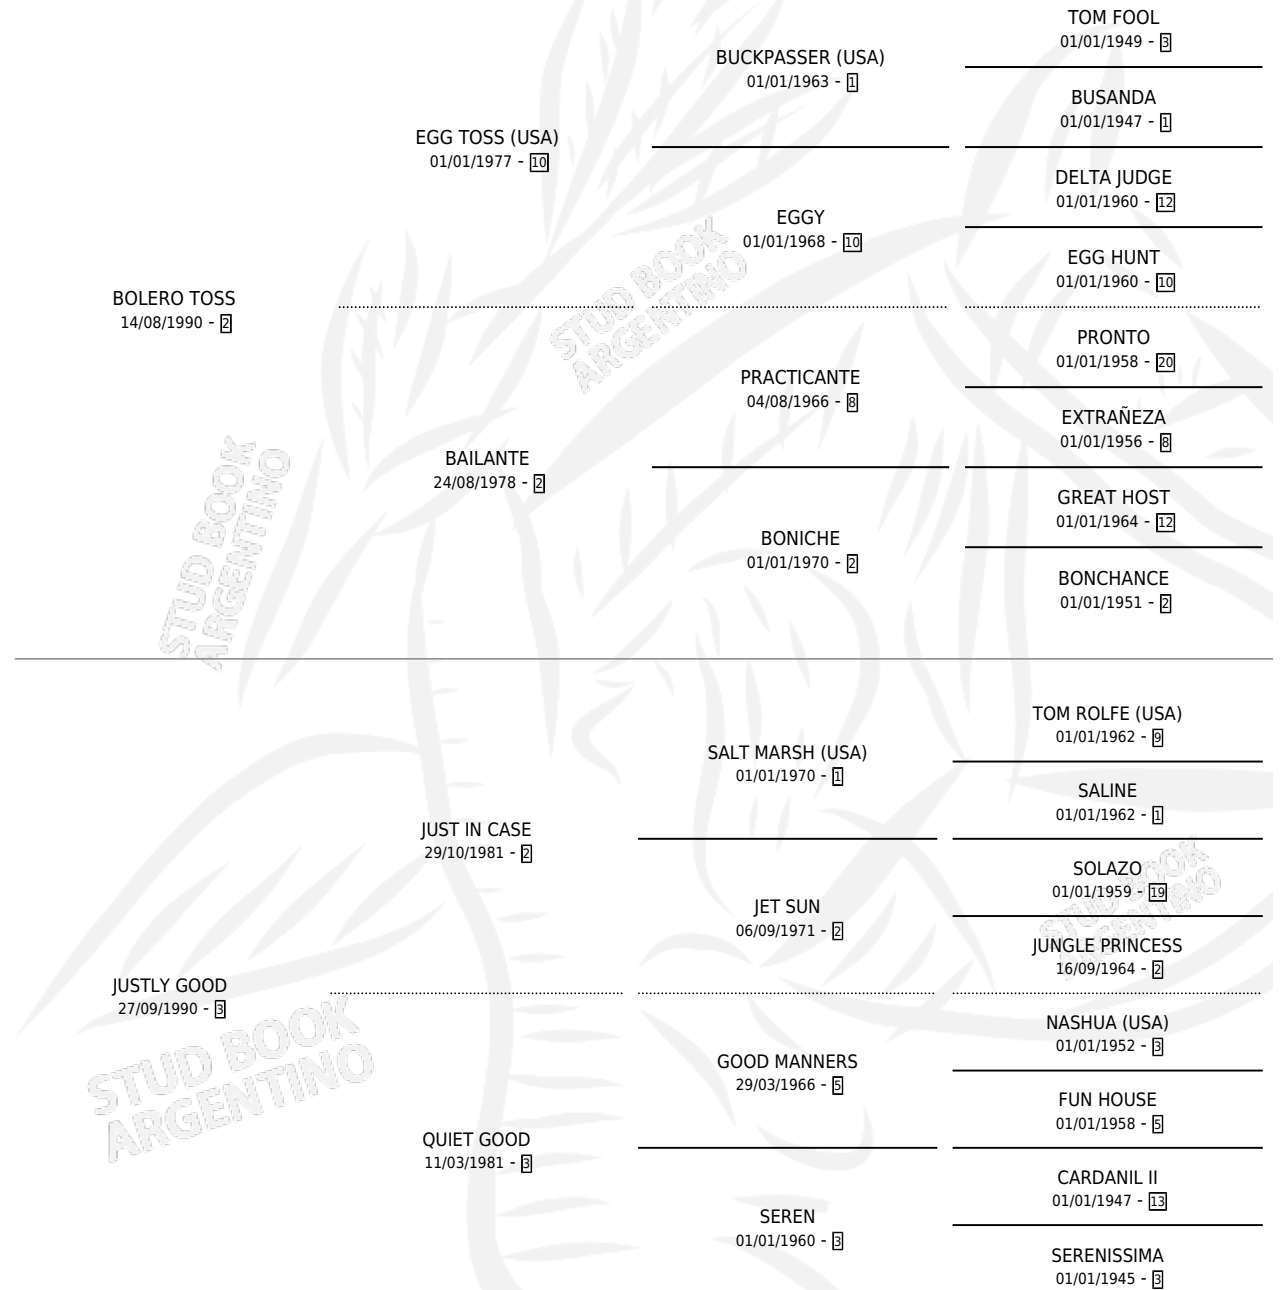 TOM FOOL
01/01/1949 - 3
BUCKPASSER (USA)
01/01/1963 - 1
BUSANDA
01/01/1947 - 1
EGG TOSS (USA)
01/01/1977 - 10
DELTA JUDGE
01/01/1960 - 12
EGGY
01/01/1968 - 10
EGG HUNT
01/01/1960 - 10
BOLERO TOSS
14/08/1990 - 2
PRONTO
01/01/1958 - 20
PRACTICANTE
04/08/1966 - 8
EXTRAÑEZA
01/01/1956 - 8
BAILANTE
24/08/1978 - 2
GREAT HOST
01/01/1964 - 12
BONICHE
01/01/1970 - 2
BONCHANCE
01/01/1951 - 2
STUD BOOK
ARGENTINO
STUD BOOK
ARGENTINO
TOM ROLFE (USA)
01/01/1962 - 9
SALT MARSH (USA)
01/01/1970 - 1
SALINE
01/01/1962 - 1
JUST IN CASE
29/10/1981 - 2
SOLAZO
01/01/1959 - 19
JET SUN
06/09/1971 - 2
JUNGLE PRINCESS
16/09/1964 - 2
JUSTLY GOOD
27/09/1990 - 3
NASHUA (USA)
01/01/1952 - 3
GOOD MANNERS
29/03/1966 - 5
FUN HOUSE
01/01/1958 - 5
QUIET GOOD
11/03/1981 - 3
CARDANIL II
01/01/1947 - 13
SEREN
01/01/1960 - 3
SERENISSIMA
01/01/1945 - 3
STUD BOOK
ARGENTINO
STUD BOOK
ARGENTINO